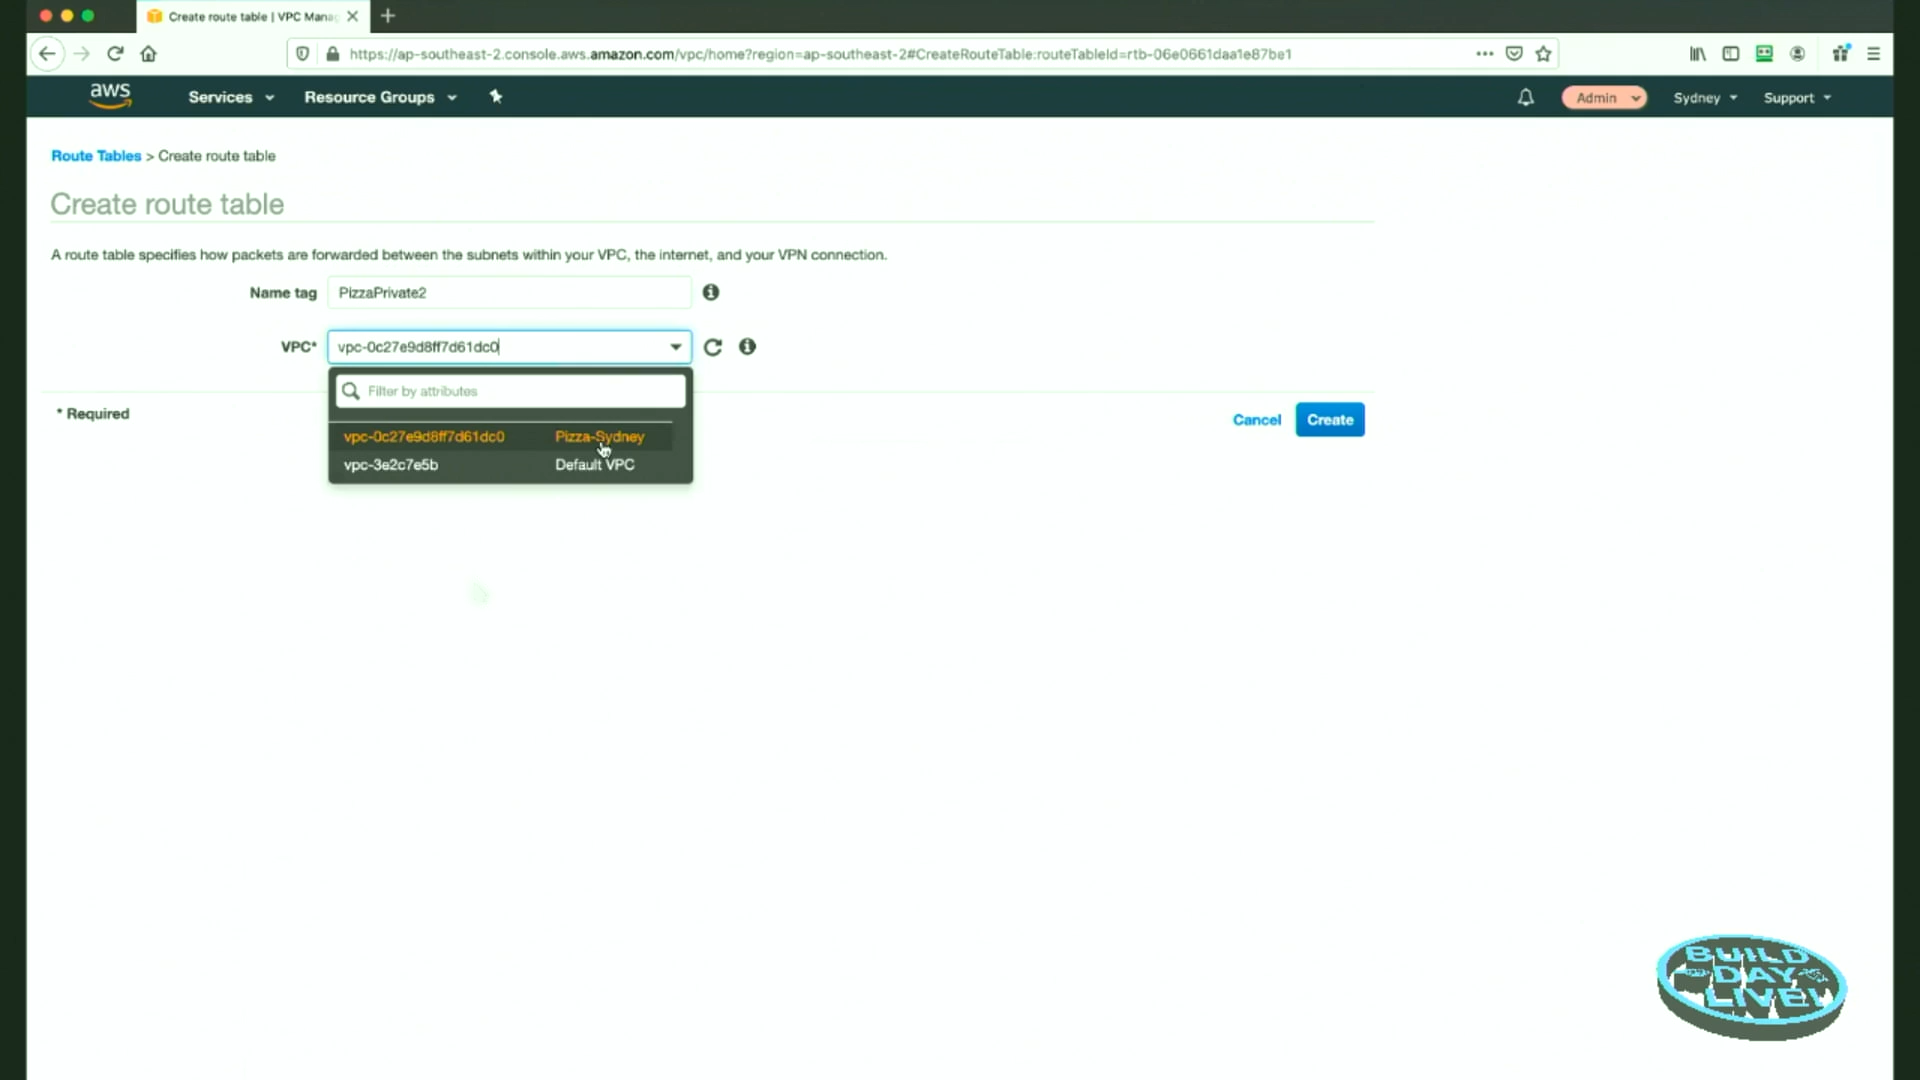 Create route table | VPC Mana
https://ap-southeast-2.console.aws.amazon.com/vpc/home?region=ap-southeast-2#CreateRouteTable:routeTableId=rtb-06e0661daa1e87be1
aws Services Resource Groups Admin Sydney Support
Route Tables > Create route table
Create route table
A route table specifies how packets are forwarded between the subnets within your VPC, the internet, and your VPN connection.
Name tag PizzaPrivate2
VPC* vpc-0c27e9d8ff7d61dc0
Filter by attributes
* Required
Cancel Create
vpc-0c27e9d8ff7d61dc0 Pizza-Sydney
vpc-3e2c7e5b Default VPC
BUILD
DAY
LIVE!